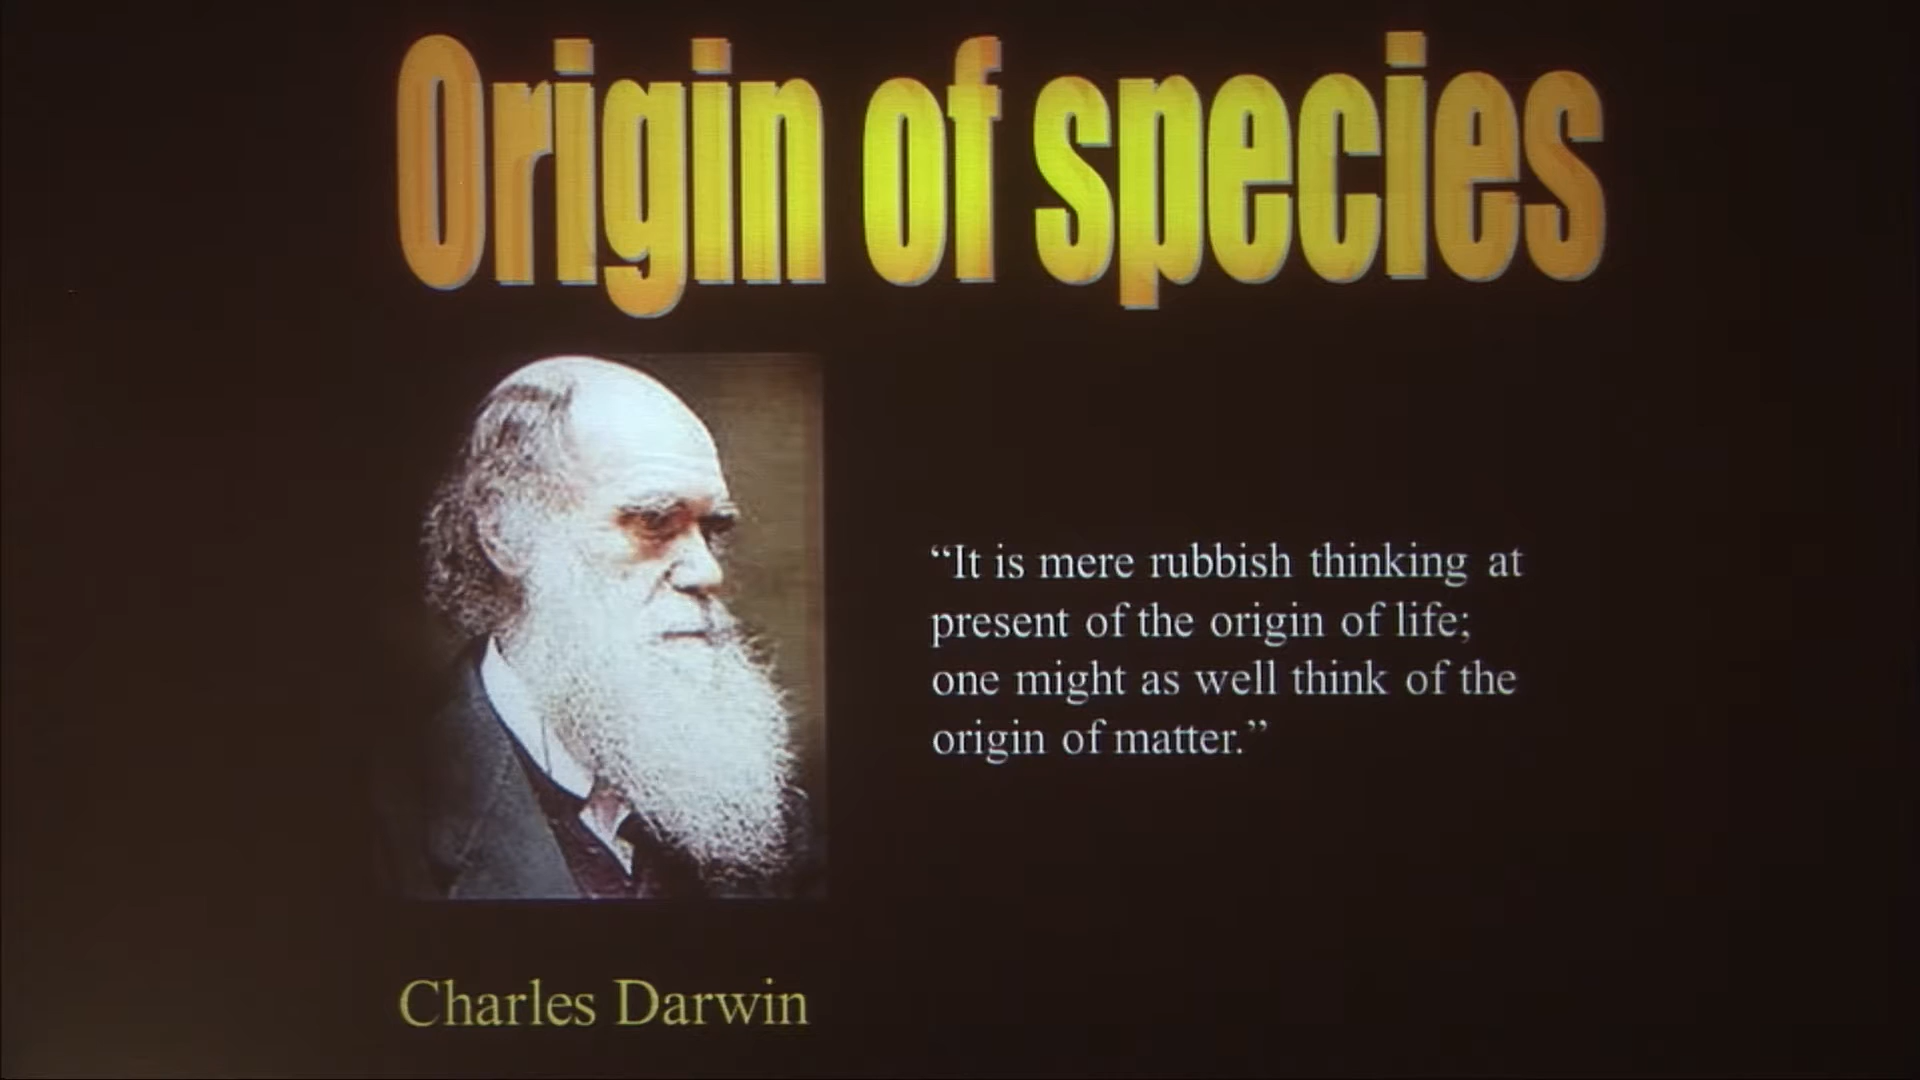 Origin of species
“It is mere rubbish thinking at
present of the origin of life;
one might as well think of the
origin of matter.”
Charles Darwin